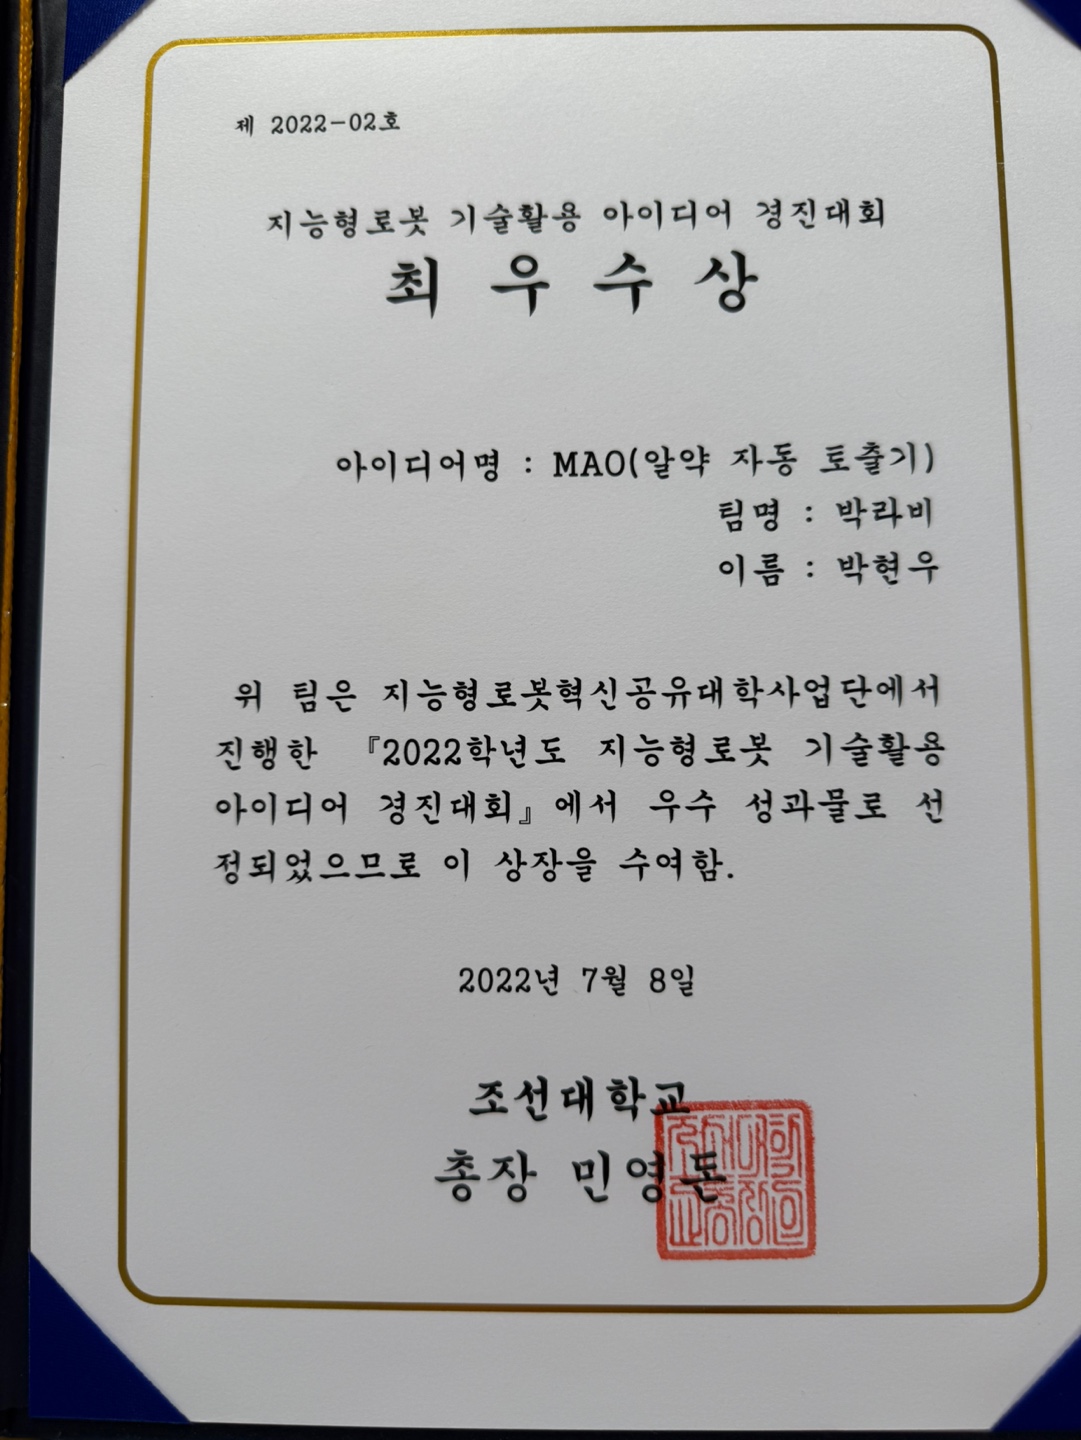 제 2022-02호
지능형로봇 기술활용 아이디어 경진대회
최 우 수 상
아이디어명 : MAO(알약 자동 토출기)
팀명 : 박라비
이름 : 박현우
위 팀은 지능형로봇혁신공유대학사업단에서
진행한 『2022학년도 지능형로봇 기술활용
아이디어 경진대회』에서 우수 성과물로 선
정되었으므로 이 상장을 수여함.
2022년 7월 8일
조선대학교
총장 민영돈